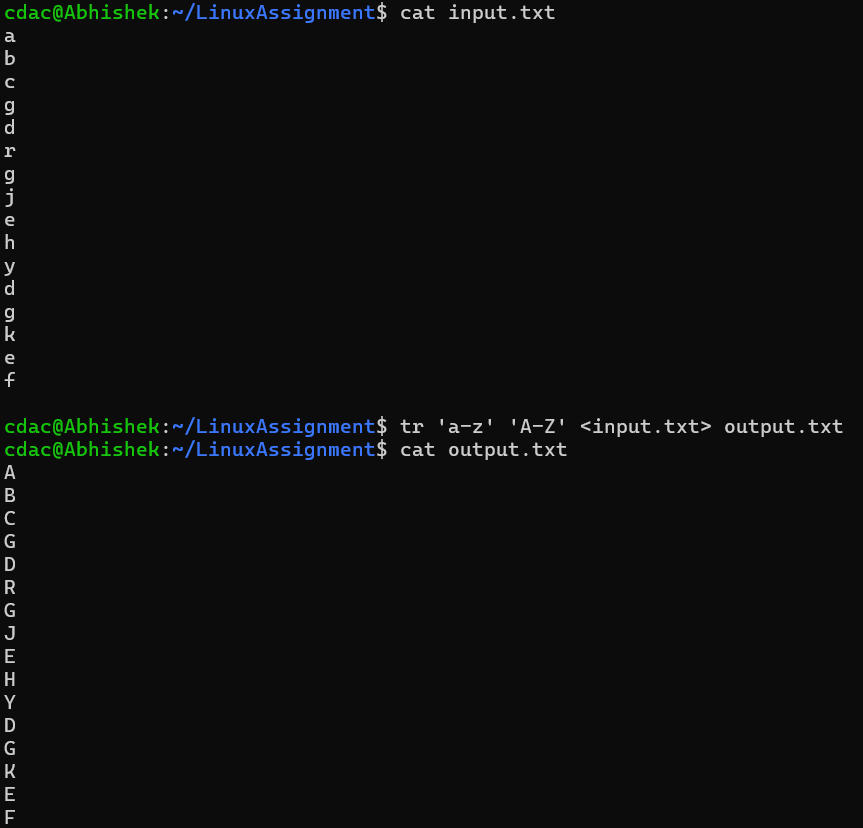 cdac@Abhishek:~/LinuxAssignment$ cat input.txt
a
b
c
g
d
r
g
j
e
h
y
d
g
k
e
f

cdac@Abhishek:~/LinuxAssignment$ tr 'a-z' 'A-Z' <input.txt> output.txt
cdac@Abhishek:~/LinuxAssignment$ cat output.txt
A
B
C
G
D
R
G
J
E
H
Y
D
G
K
E
F